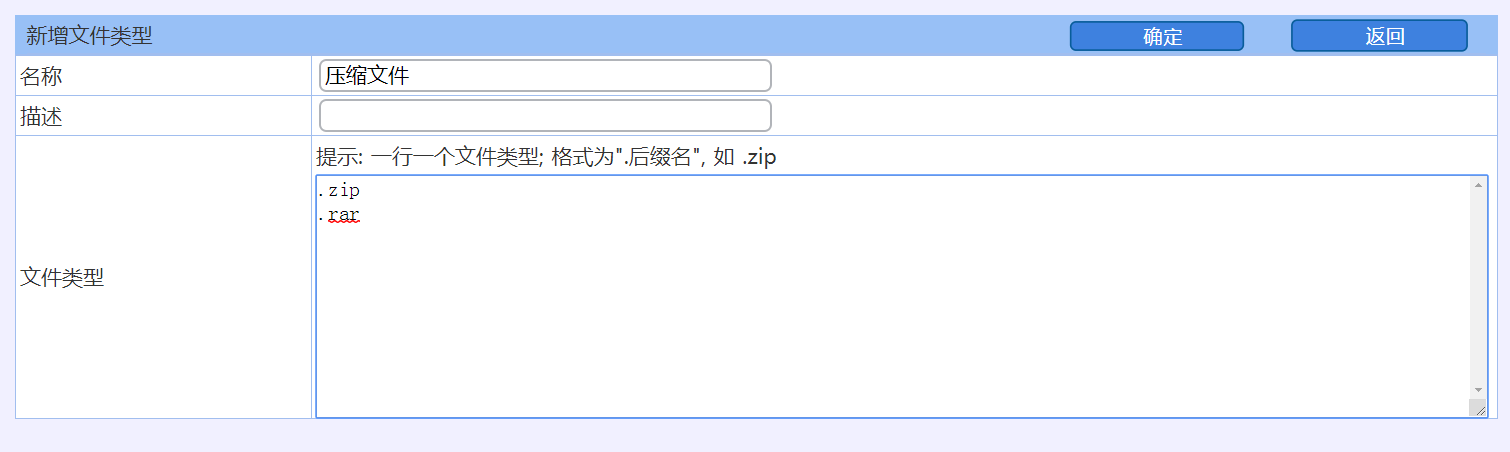 新增文件类型 确定 返回
名称 压缩文件
描述
提示: 一行一个文件类型; 格式为".后缀名", 如 .zip
.zip
.rar
文件类型